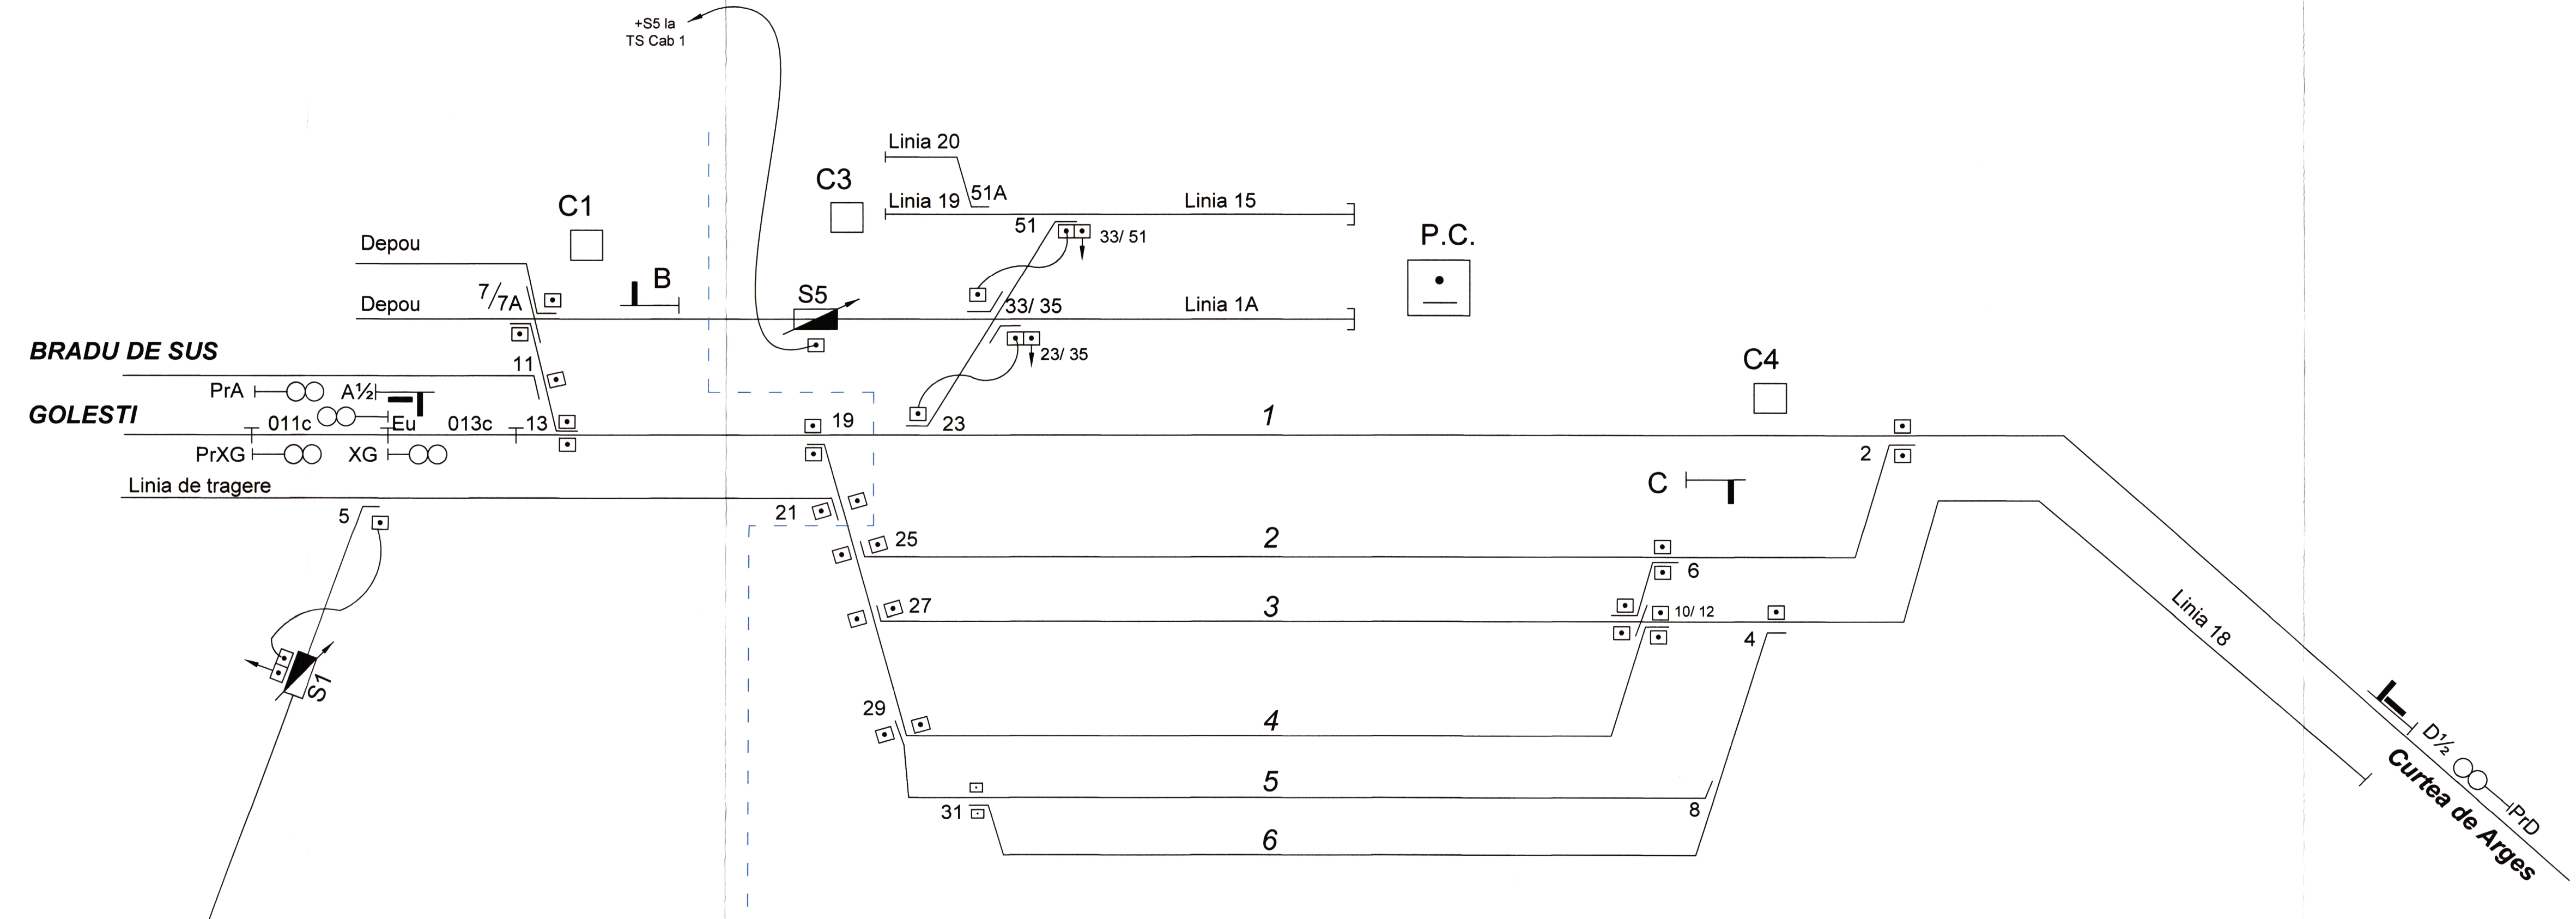 +S5 la
TS Cab 1
Linia 20
C3
51A
Linia 19
Linia 15
C1
51
33/ 51
P.C.
Depou
B
7/7A
S5
Depou
33/ 35
Linia 1A
BRADU DE SUS
23/ 35
11
C4
PrA
A½
GOLESTI
011c
Eu
013c
13
19
23
1
2
PrXG
XG
C
Linia de tragere
5
21
25
2
6
27
3
10/ 12
4
Linia 18
S1
29
4
5
31
8
6
D½
PrD
Curtea de Arges